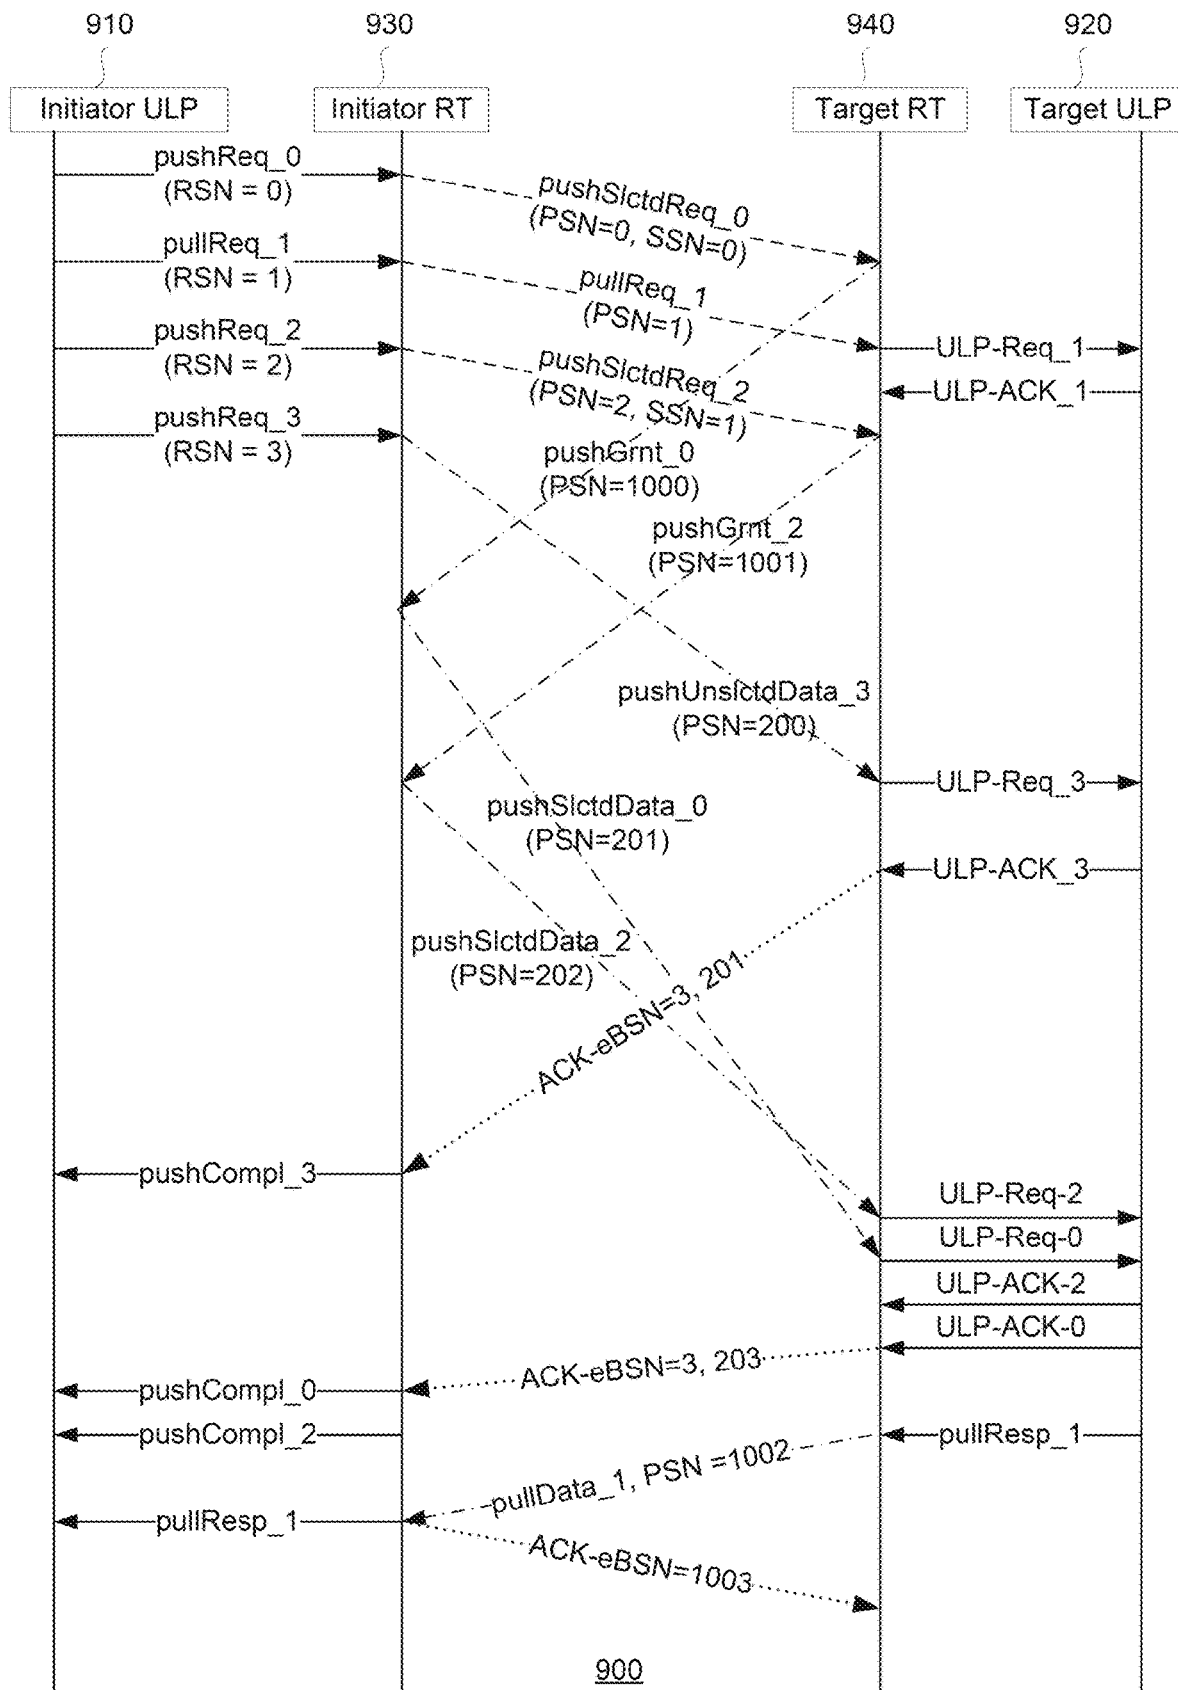 910 930 940 920
Initiator ULP Initiator RT Target RT Target ULP
pushReq_0
(RSN = 0)
pushSlctdReq_0
(PSN=0, SSN=0)
pullReq_1
(RSN = 1)
pullReq_1
(PSN=1)
pushReq_2
(RSN = 2)
ULP-Req_1
pushSlctdReq_2
(PSN=2, SSN=1)
ULP-ACK_1
pushReq_3
(RSN = 3)
pushGrnt_0
(PSN=1000)
pushGrnt_2
(PSN=1001)
pushUnslctdData_3
(PSN=200)
ULP-Req_3
pushSlctdData_0
(PSN=201)
ULP-ACK_3
pushSlctdData_2
(PSN=202)
ACK-eBSN=3, 201
pushCompl_3
ULP-Req-2
ULP-Req-0
ULP-ACK-2
ULP-ACK-0
ACK-eBSN=3, 203
pushCompl_0
pushCompl_2
pullResp_1
pullData_1, PSN =1002
pullResp_1
ACK-eBSN=1003
900